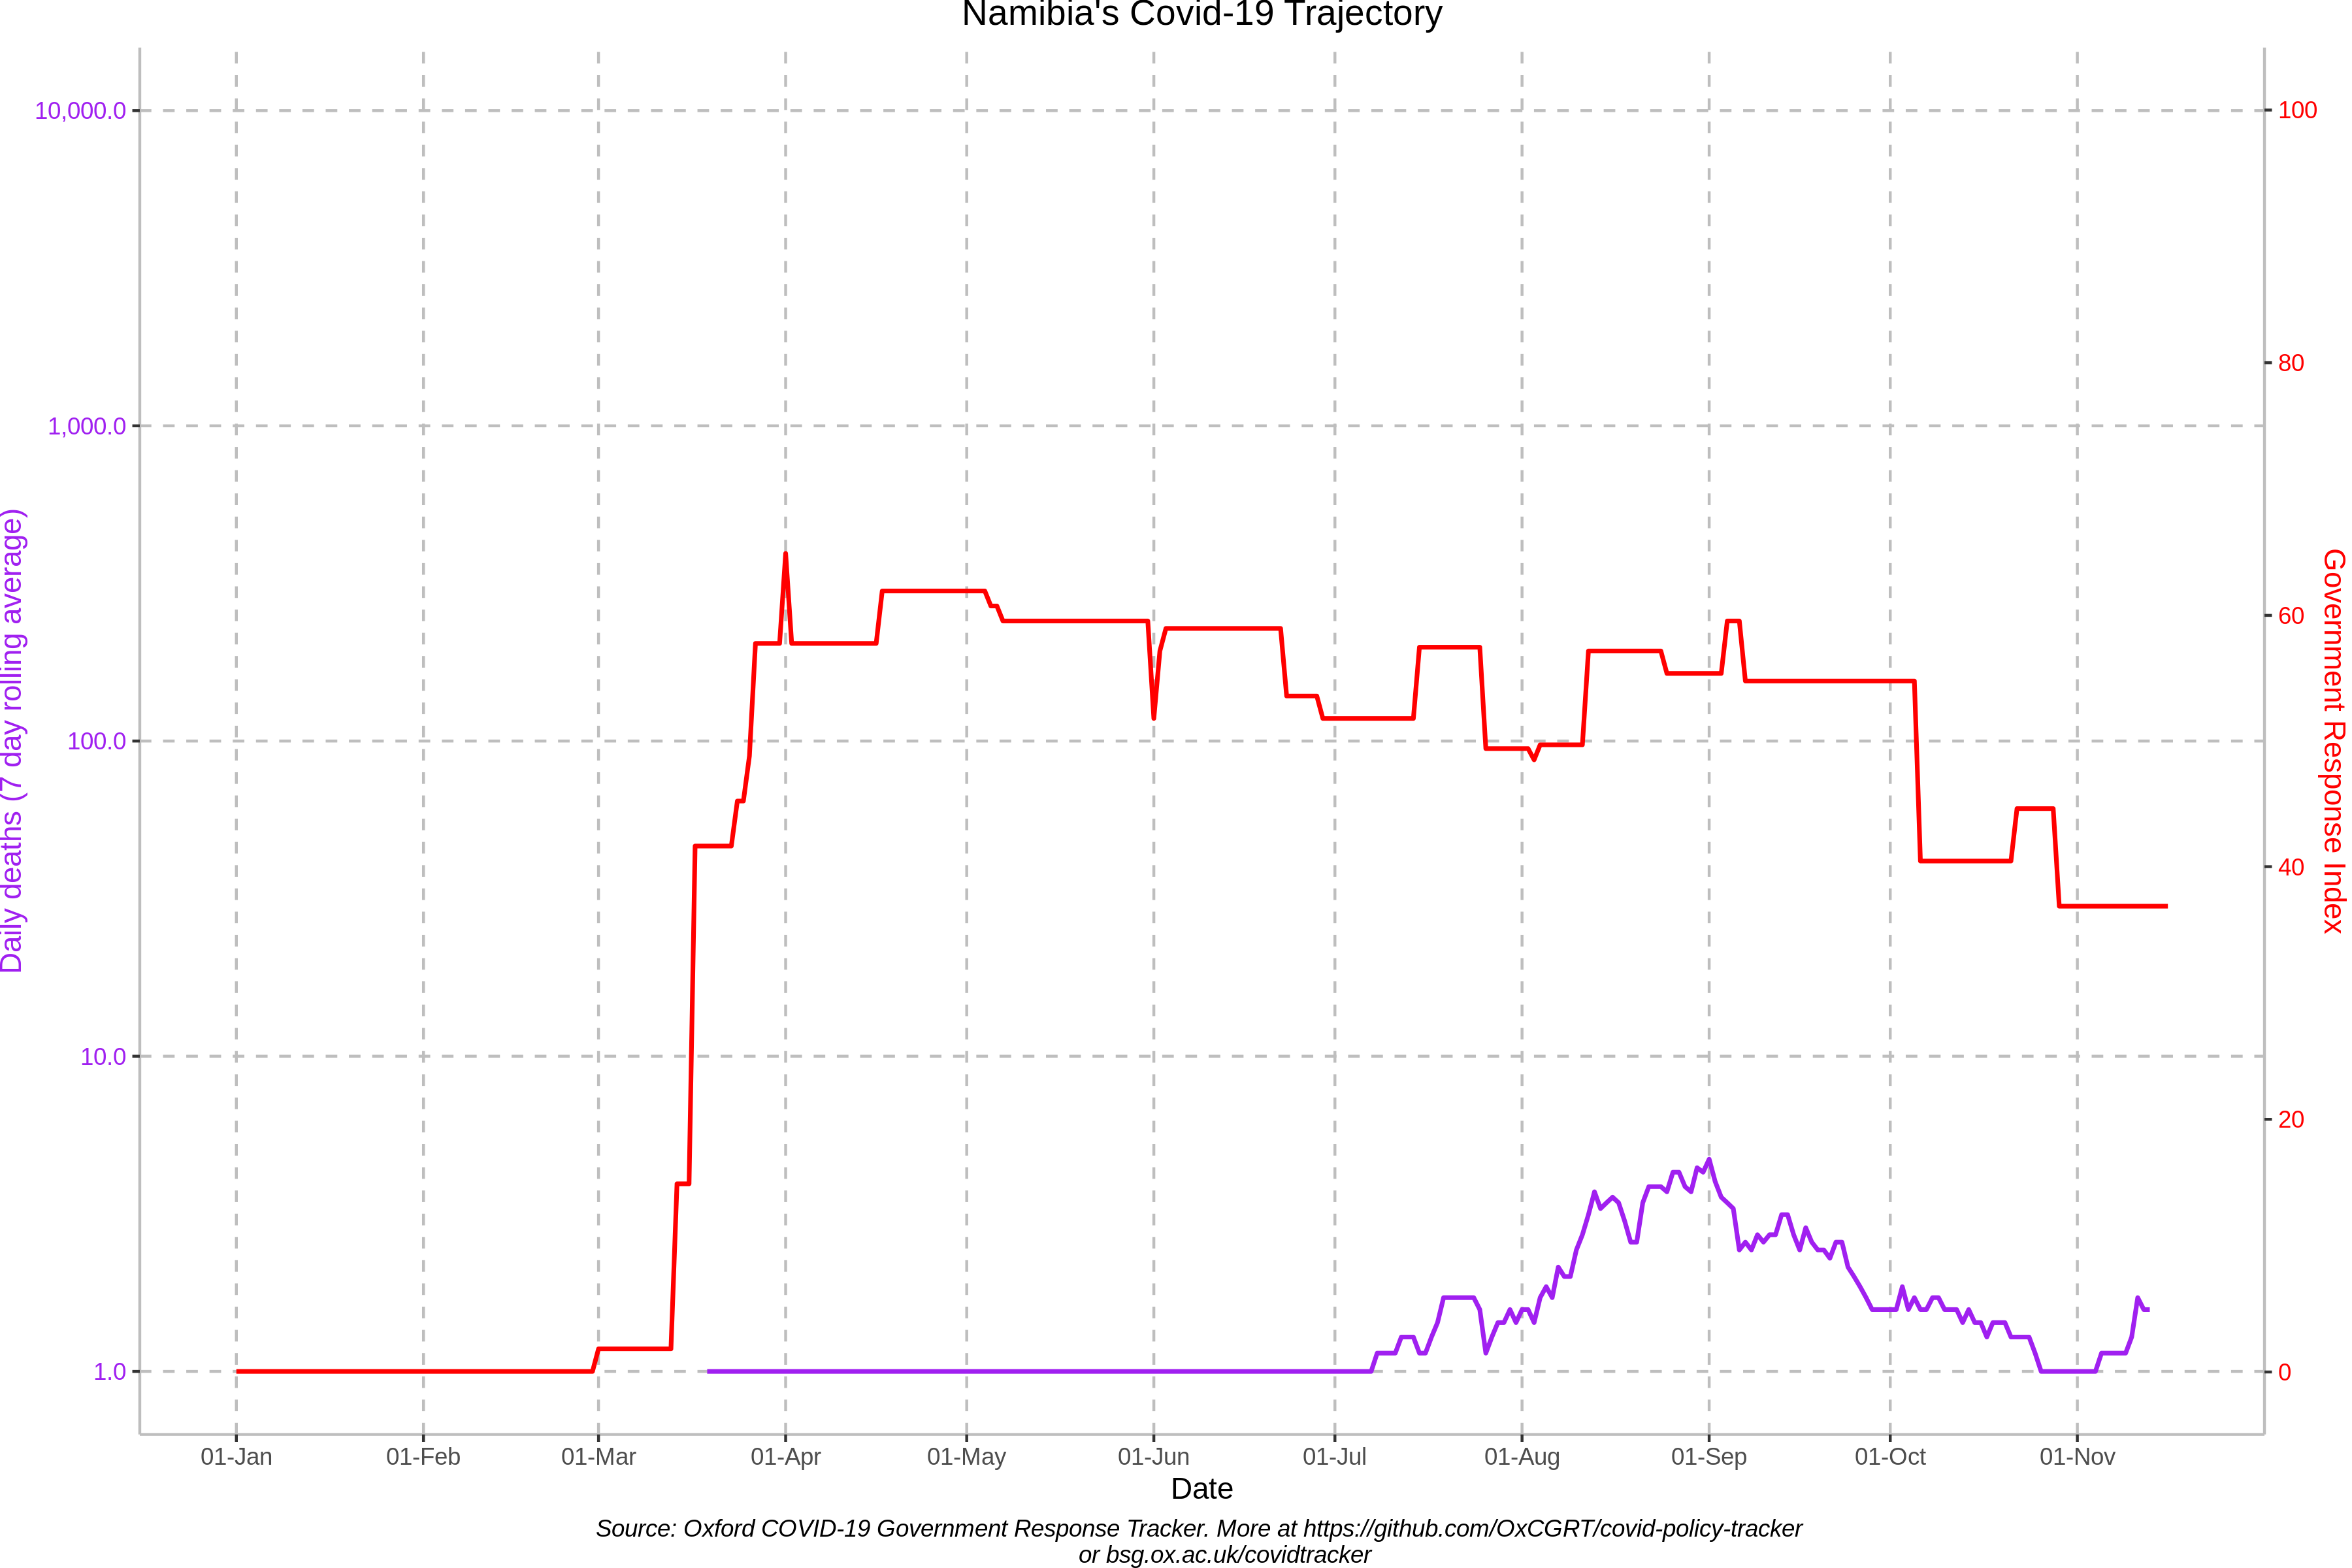 Namibia's Covid-19 Trajectory
10,000.0
1,000.0
100.0
10.0
1.0
Daily deaths (7 day rolling average)
100
80
60
40
20
0
Government Response Index
01-Jan
01-Feb
01-Mar
01-Apr
01-May
01-Jun
01-Jul
01-Aug
01-Sep
01-Oct
01-Nov
Date
Source: Oxford COVID-19 Government Response Tracker. More at https://github.com/OxCGRT/covid-policy-tracker
or bsg.ox.ac.uk/covidtracker